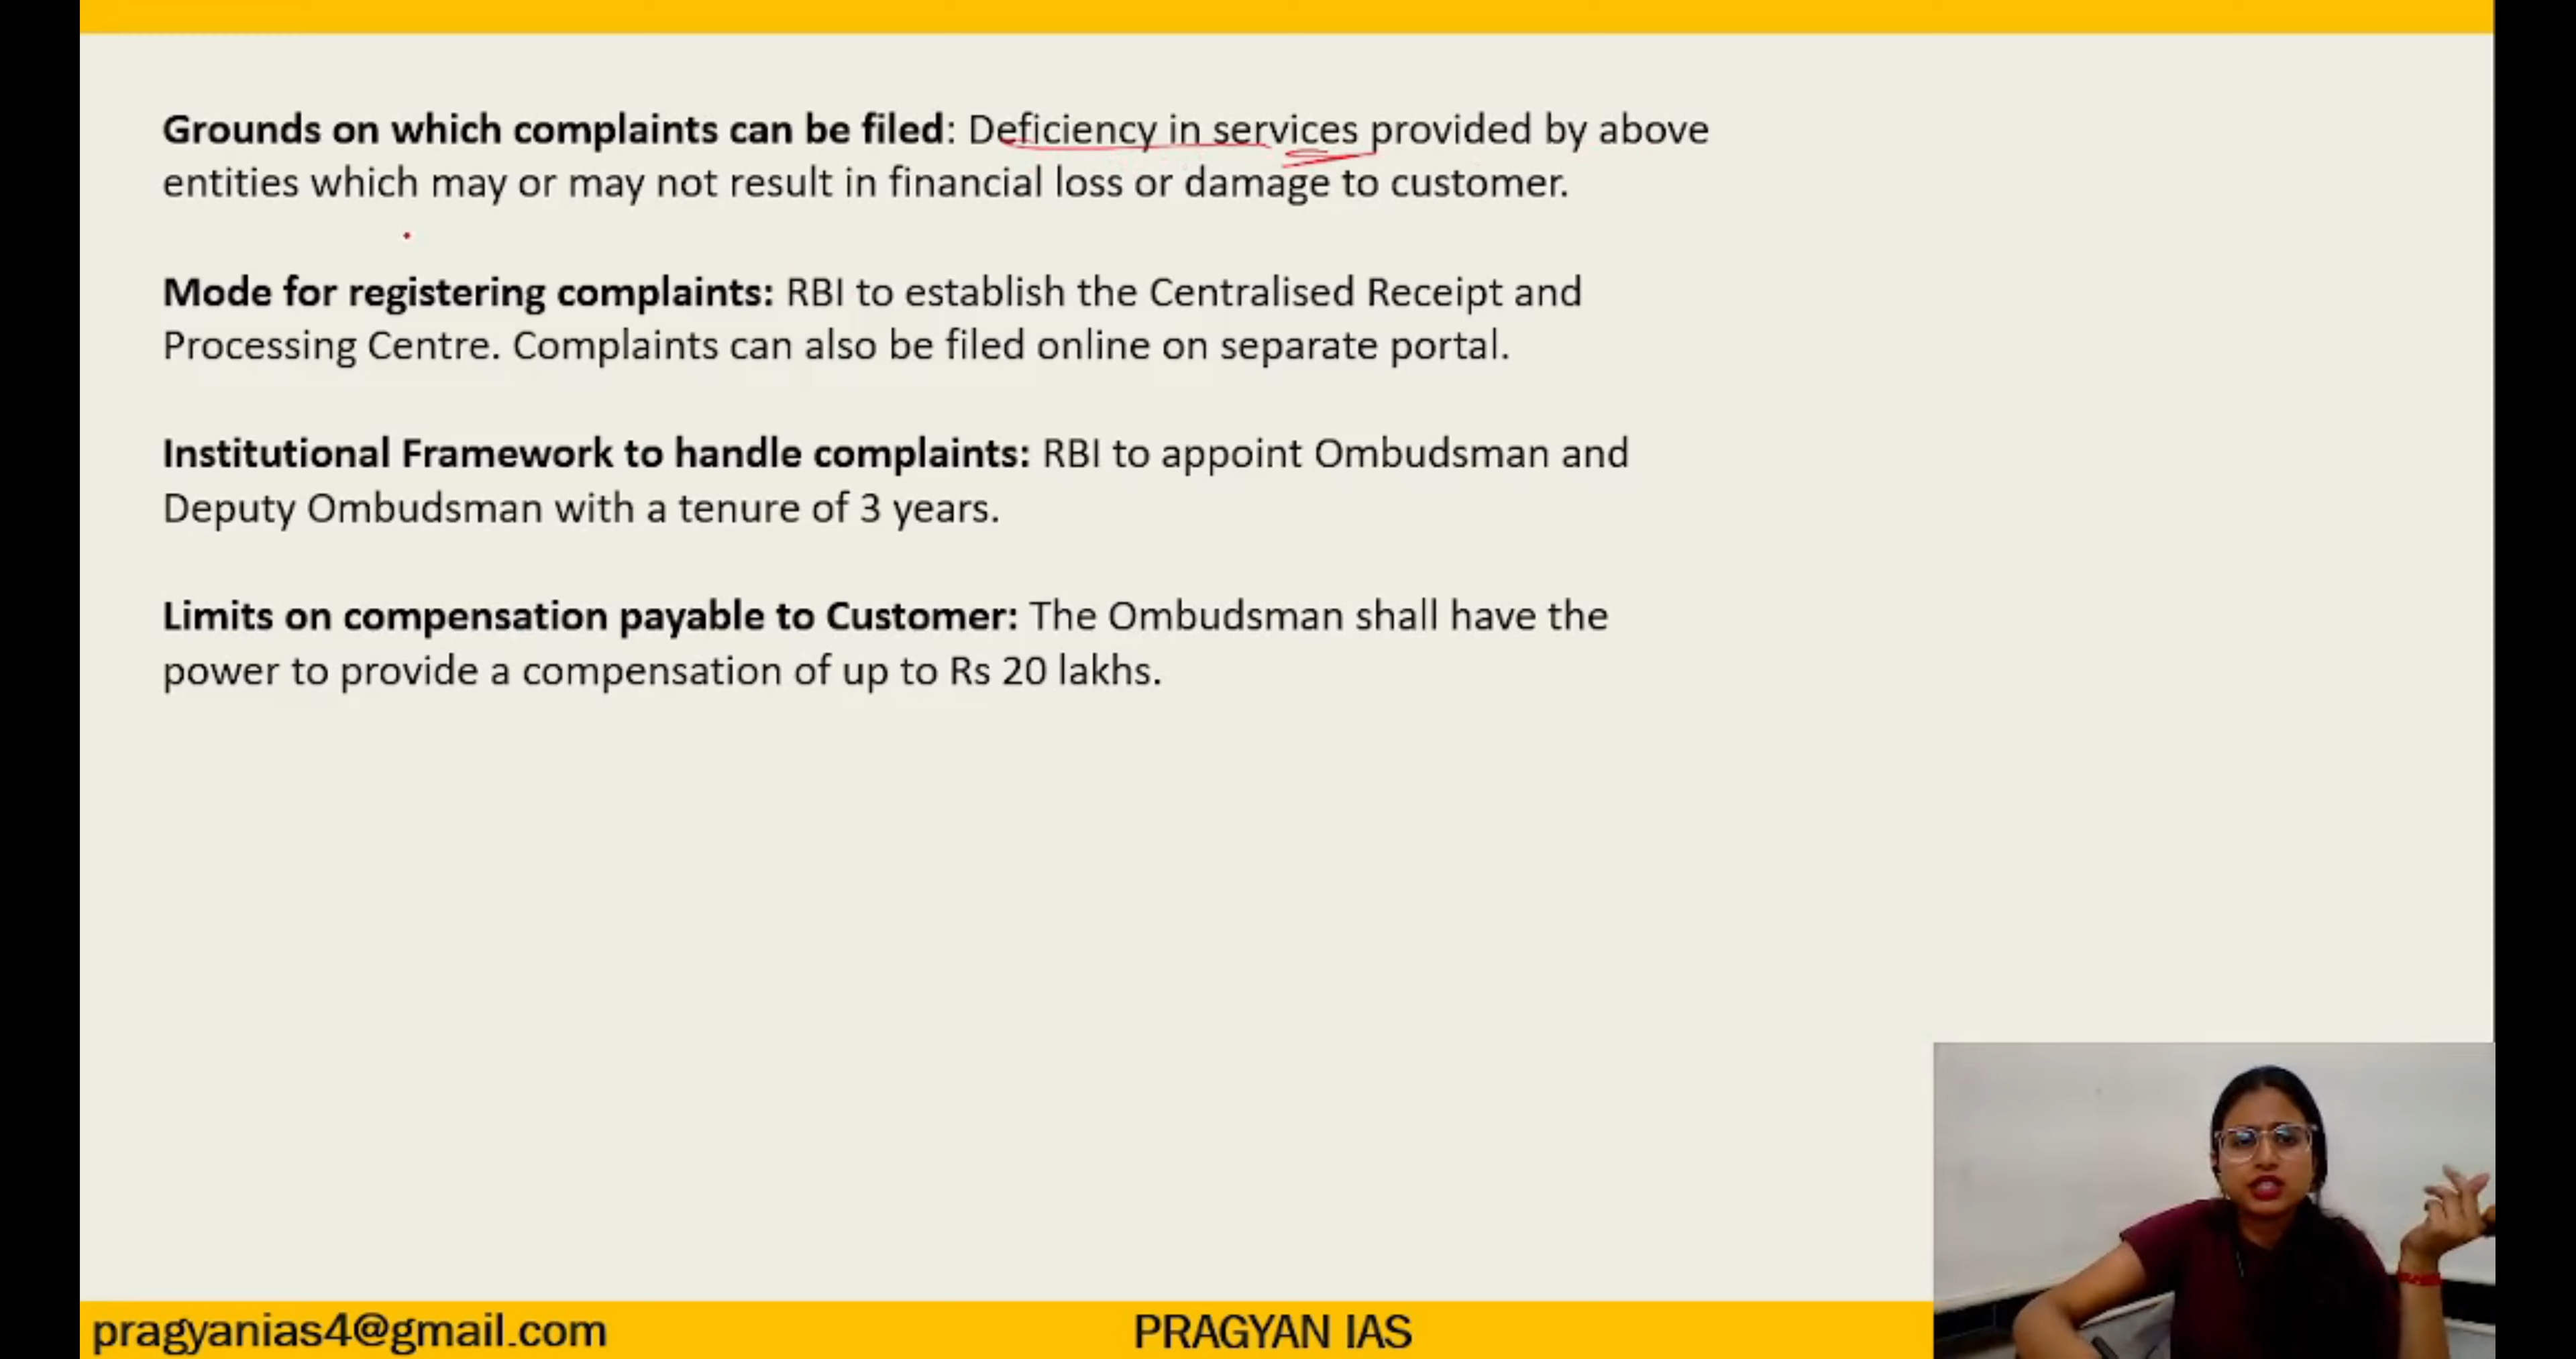 Grounds on which complaints can be filed: Deficiency in services provided by above
entities which may or may not result in financial loss or damage to customer.
Mode for registering complaints: RBI to establish the Centralised Receipt and
Processing Centre. Complaints can also be filed online on separate portal.
Institutional Framework to handle complaints: RBI to appoint Ombudsman and
Deputy Ombudsman with a tenure of 3 years.
Limits on compensation payable to Customer: The Ombudsman shall have the
power to provide a compensation of up to Rs 20 lakhs.
pragyanias4@gmail.com
PRAGYAN IAS